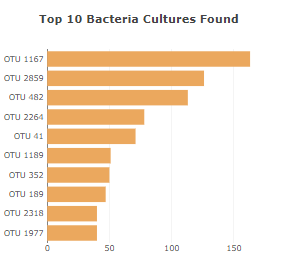 Top 10 Bacteria Cultures Found
OTU 1167
OTU 2859
OTU 482
OTU 2264
OTU 41
OTU 1189
OTU 352
OTU 189
OTU 2318
OTU 1977
0 50 100 150